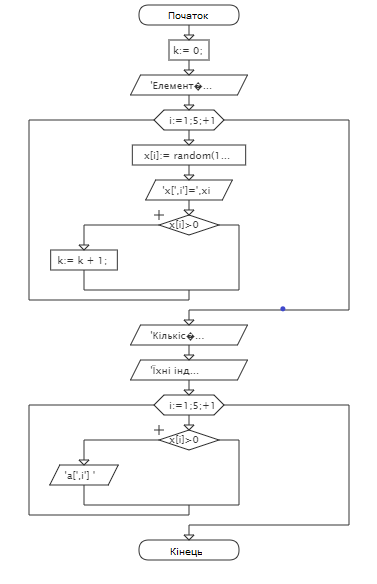 Початок
k:= 0;
'Елемент�...
i:=1;5;+1
x[i]:= random(1...
'x[',i']=',xi
+
x[i]>0
k:= k + 1;
'Кількіс�...
'Їхні інд...
i:=1;5;+1
+
x[i]>0
'a[',i'] '
Кінець